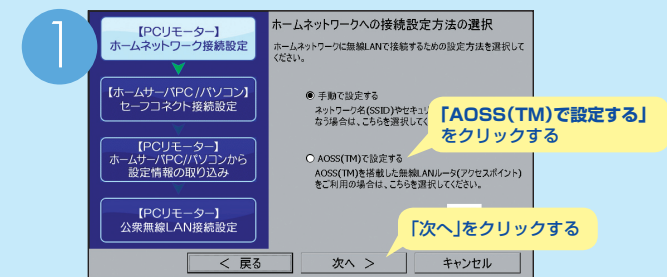 1
【PCリモーター】
ホームネットワーク接続設定
【ホームサーバPC/パソコン】
セーフコネクト接続設定
【PCリモーター】
ホームサーバPC/パソコンから
設定情報の取り込み
【PCリモーター】
公衆無線LAN接続設定
ホームネットワークへの接続設定方法の選択
ホームネットワークに無線LANで接続するための設定方法を選択して
ください。
手動で設定する
ネットワーク名(SSID)やセキュリ
なう場合は、こちらを選択してく
「AOSS(TM)で設定する」
をクリックする
AOSS(TM)で設定する
AOSS(TM)を搭載した無線LANルータ(アクセスポイント)
をご利用の場合は、こちらを選択してください。
「次へ」をクリックする
< 戻る
次へ >
キャンセル